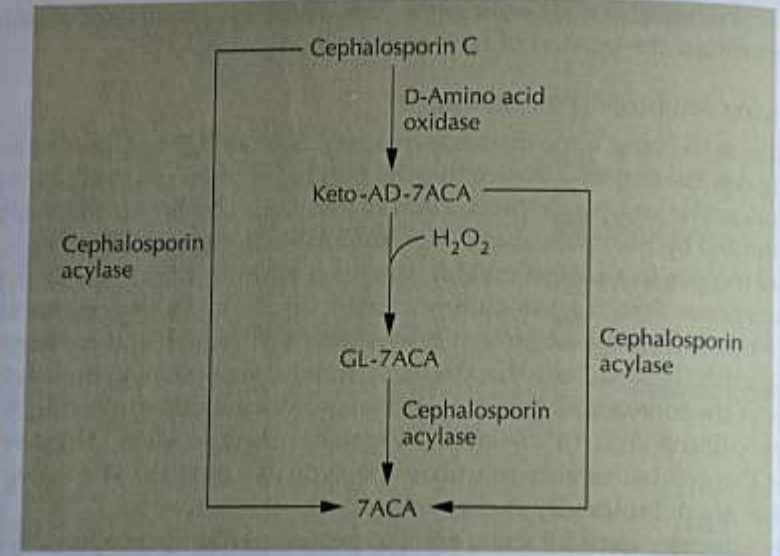 Cephalosporin C
D-Amino acid
oxidase
Keto-AD-7ACA
H₂O₂
Cephalosporin
acylase
GL-7ACA
Cephalosporin
acylase
Cephalosporin
acylase
7ACA